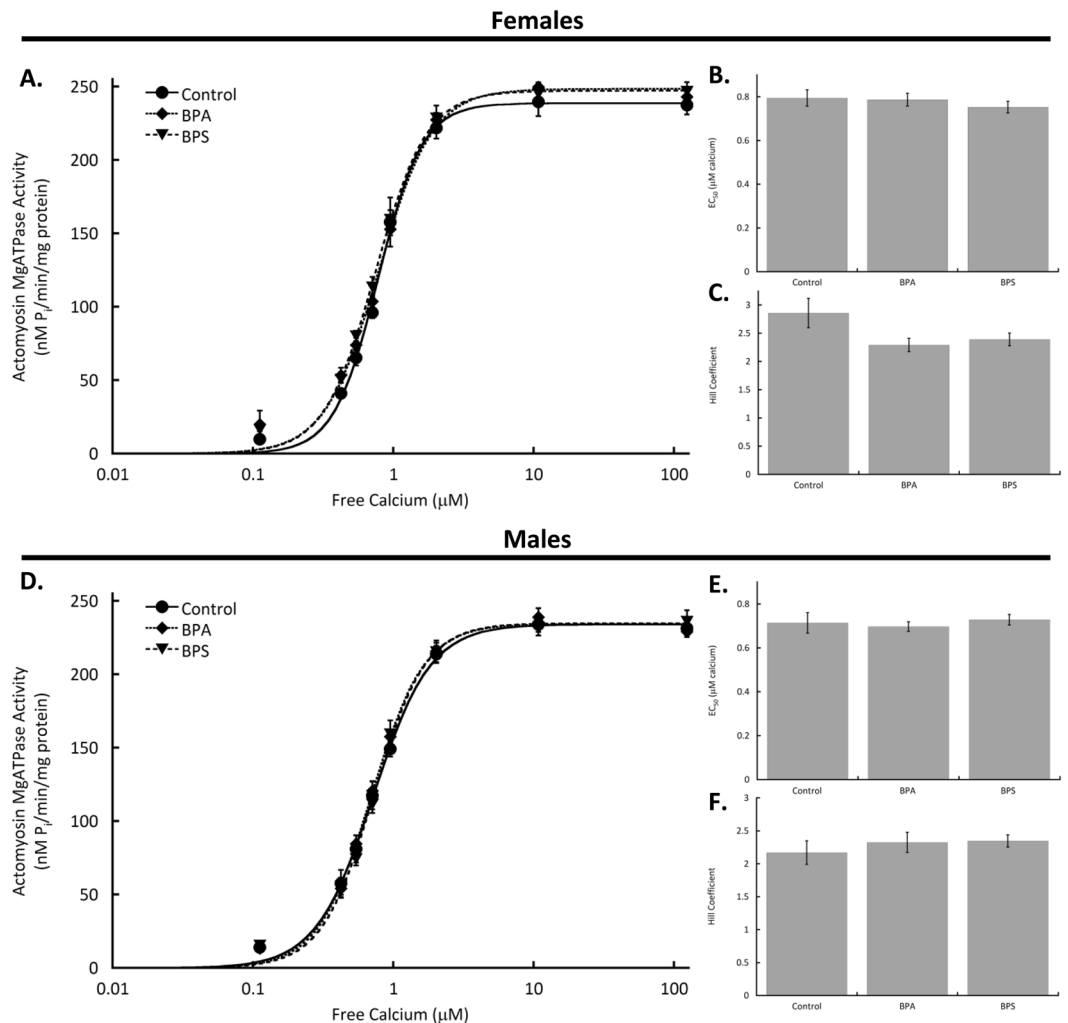 Females
A.
Control
BPA
BPS
250
200
150
100
50
0
Actomyosin MgATPase Activity
(nM Pi/min/mg protein)
0.01 0.1 1 10 100
Free Calcium (μM)
B.
0.8
0.6
0.4
0.2
0
EC50 (μM calcium)
Control BPA BPS
C.
3
2.5
2
1.5
1
0.5
0
Hill Coefficient
Control BPA BPS
Males
D.
Control
BPA
BPS
250
200
150
100
50
0
Actomyosin MgATPase Activity
(nM Pi/min/mg protein)
0.01 0.1 1 10 100
Free Calcium (μM)
E.
0.8
0.6
0.4
0.2
0
EC50 (μM calcium)
Control BPA BPS
F.
3
2.5
2
1.5
1
0.5
0
Hill Coefficient
Control BPA BPS